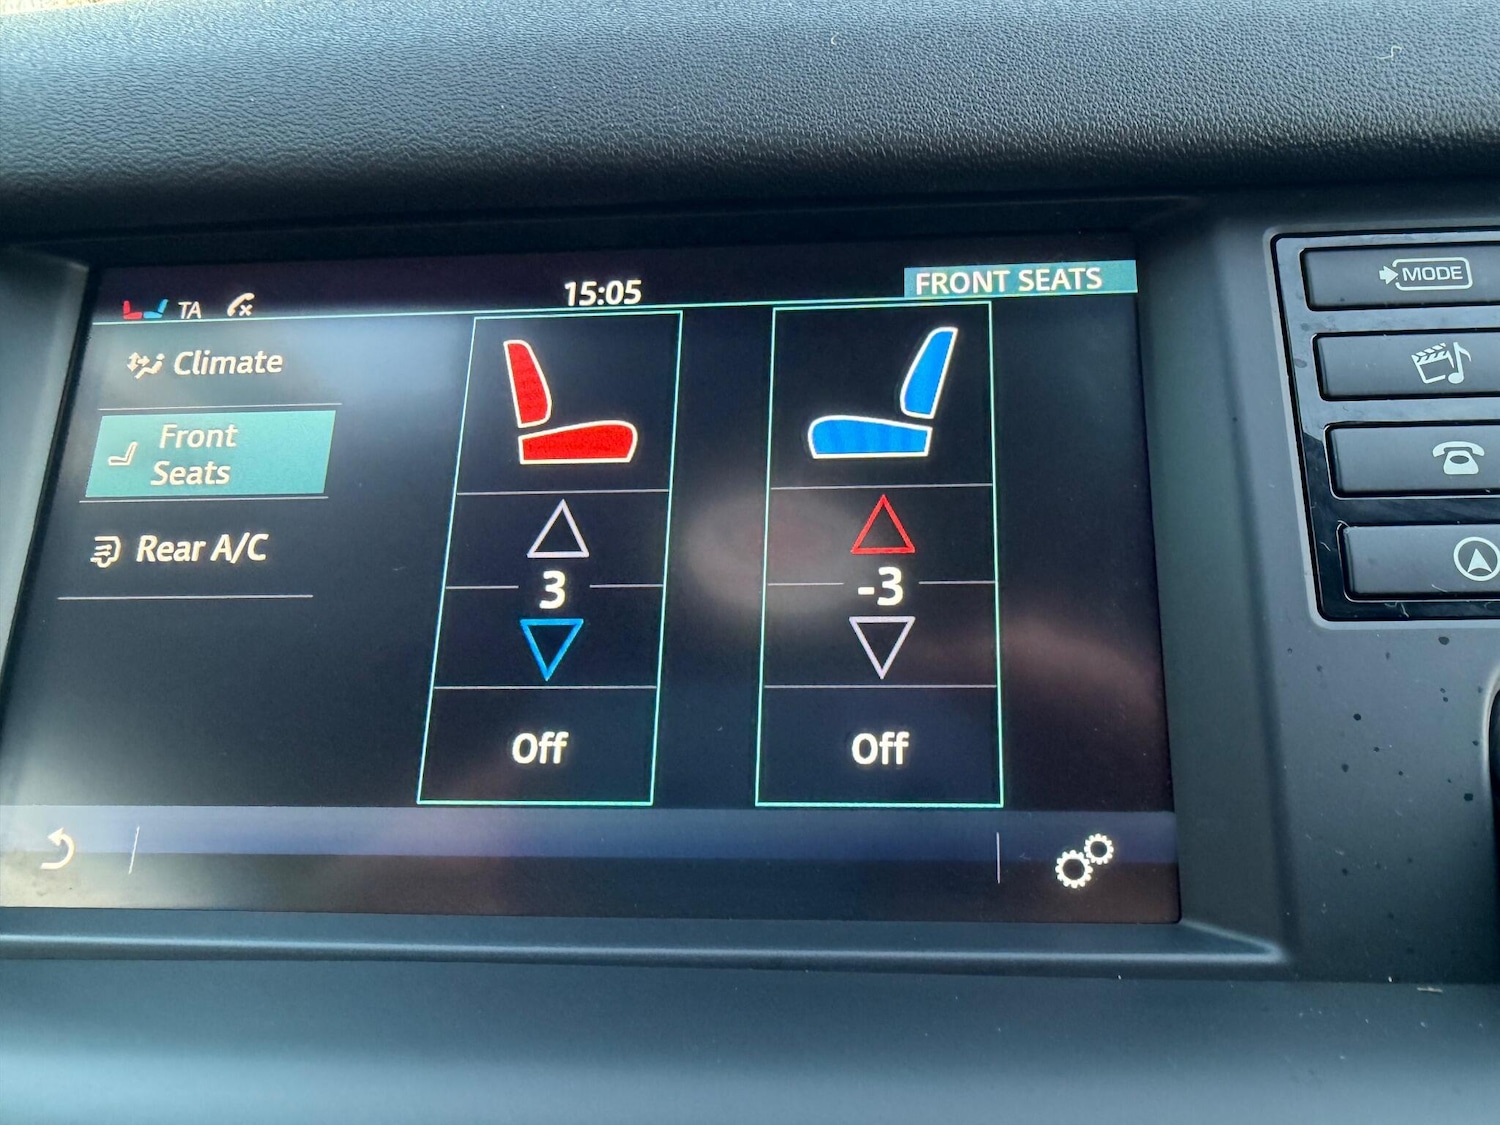 TA
15:05
FRONT SEATS
Climate
Front
Seats
Rear A/C
3
-3
Off
Off
MODE